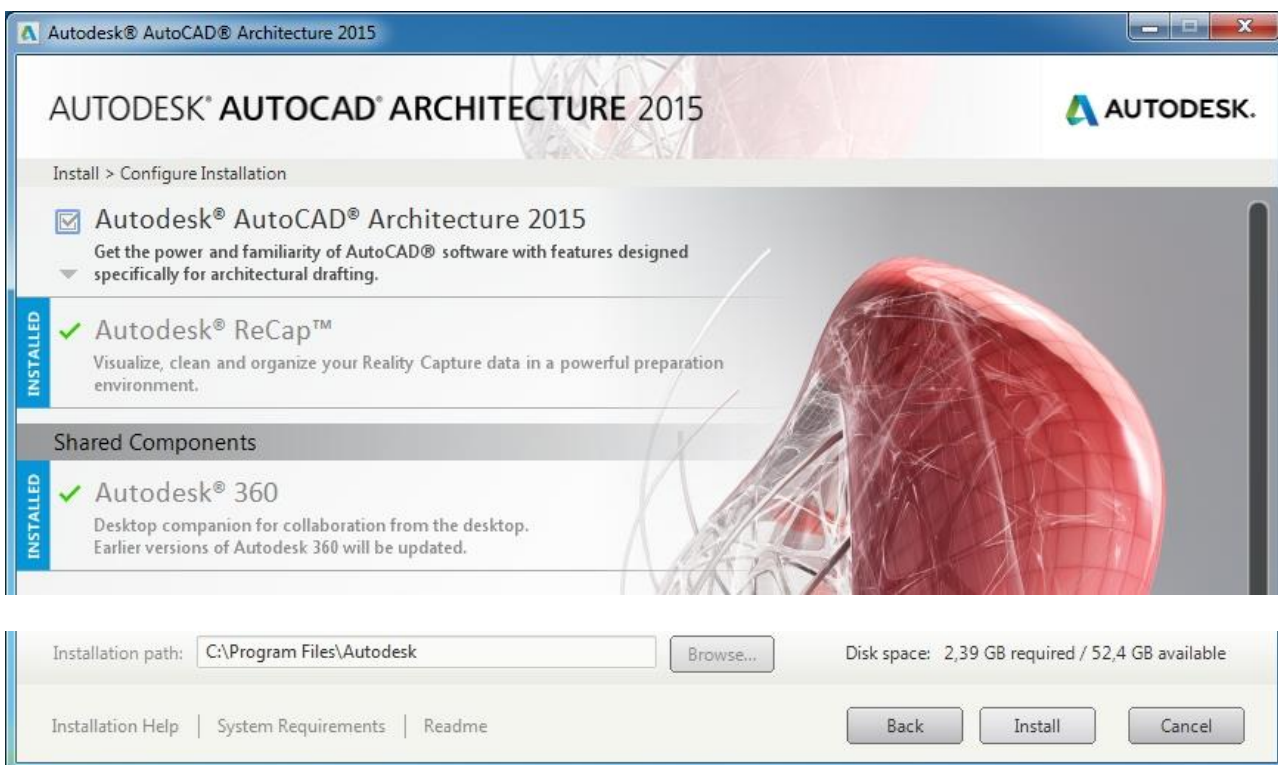 Autodesk® AutoCAD® Architecture 2015
AUTODESK® AUTOCAD® ARCHITECTURE 2015
AUTODESK.
Install > Configure Installation
Autodesk® AutoCAD® Architecture 2015
Get the power and familiarity of AutoCAD® software with features designed
specifically for architectural drafting.
INSTALLED
Autodesk® ReCap™
Visualize, clean and organize your Reality Capture data in a powerful preparation
environment.
Shared Components
INSTALLED
Autodesk® 360
Desktop companion for collaboration from the desktop.
Earlier versions of Autodesk 360 will be updated.
Installation path: C:\Program Files\Autodesk Browse... Disk space: 2,39 GB required / 52,4 GB available
Installation Help | System Requirements | Readme Back Install Cancel